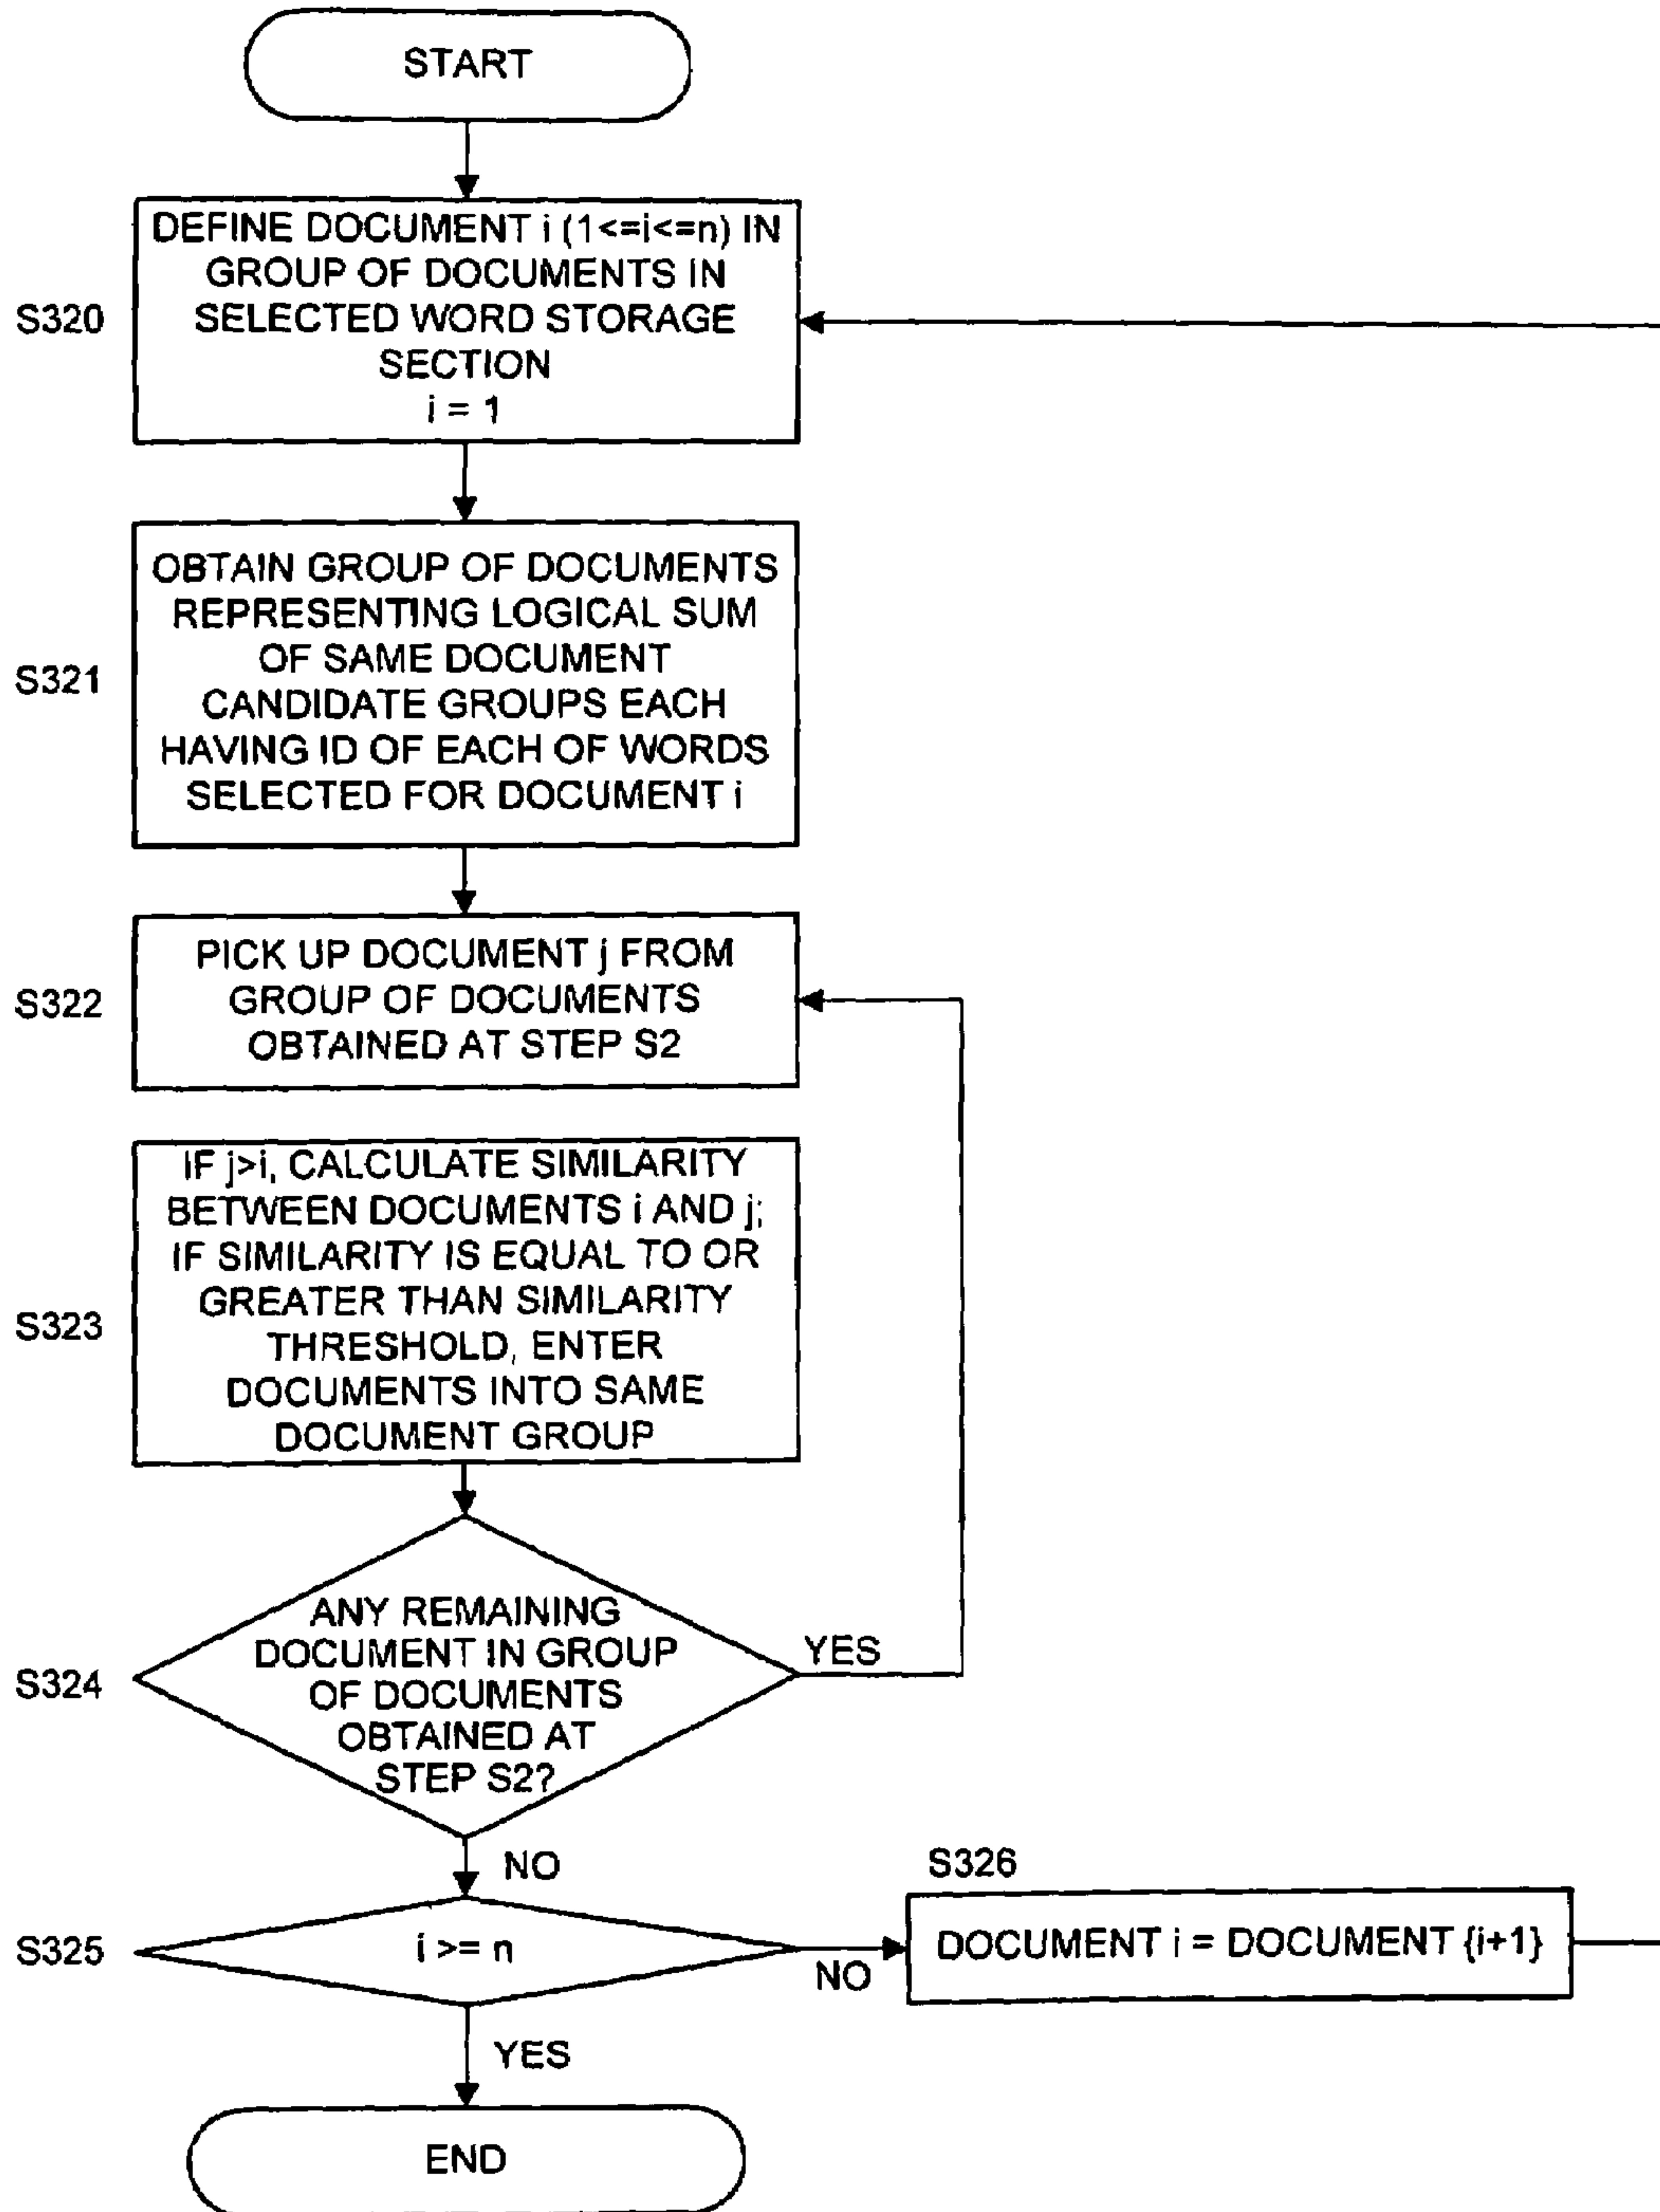 START
DEFINE DOCUMENT i (1<=i<=n) IN
GROUP OF DOCUMENTS IN
SELECTED WORD STORAGE
SECTION
i = 1
S320
OBTAIN GROUP OF DOCUMENTS
REPRESENTING LOGICAL SUM
OF SAME DOCUMENT
CANDIDATE GROUPS EACH
HAVING ID OF EACH OF WORDS
SELECTED FOR DOCUMENT i
S321
PICK UP DOCUMENT j FROM
GROUP OF DOCUMENTS
OBTAINED AT STEP S2
S322
IF j>i, CALCULATE SIMILARITY
BETWEEN DOCUMENTS i AND j;
IF SIMILARITY IS EQUAL TO OR
GREATER THAN SIMILARITY
THRESHOLD, ENTER
DOCUMENTS INTO SAME
DOCUMENT GROUP
S323
ANY REMAINING
DOCUMENT IN GROUP
OF DOCUMENTS
OBTAINED AT
STEP S2?
YES
S324
NO
S326
S325
i >= n
NO
DOCUMENT i = DOCUMENT {i+1}
YES
END